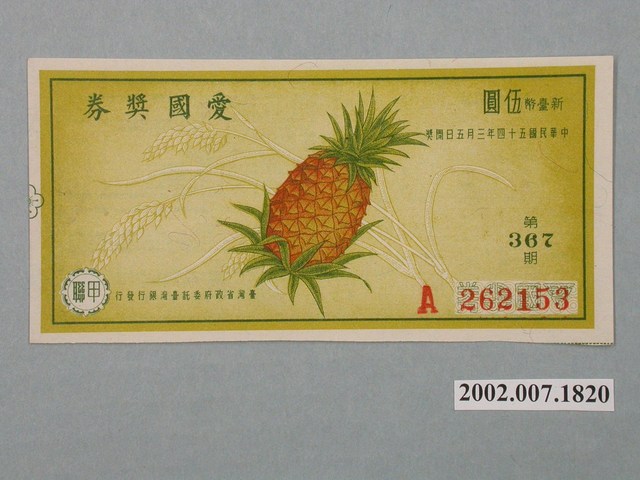 愛國獎券
新臺幣伍圓
中華民國五十四年三月五日開獎
第
367
期
甲聯
臺灣省政府委託臺灣銀行發行
A 262153
2002.007.1820